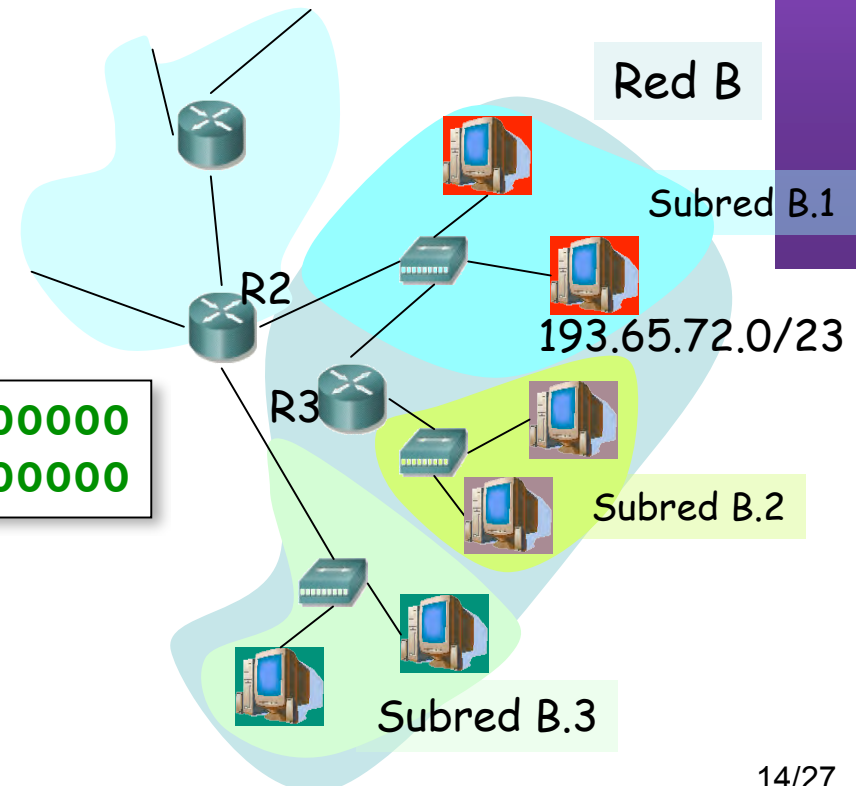 Red B
Subred B.1
R2
193.65.72.0/23
R3
00000
00000
Subred B.2
Subred B.3
14/27